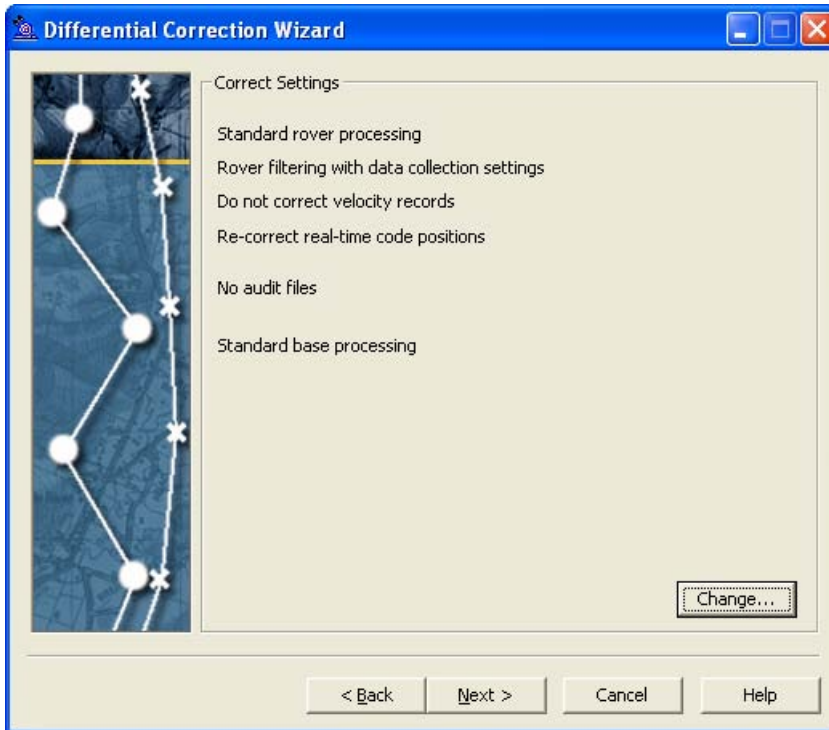 Differential Correction Wizard
Correct Settings
Standard rover processing
Rover filtering with data collection settings
Do not correct velocity records
Re-correct real-time code positions
No audit files
Standard base processing
Change...
< Back
Next >
Cancel
Help